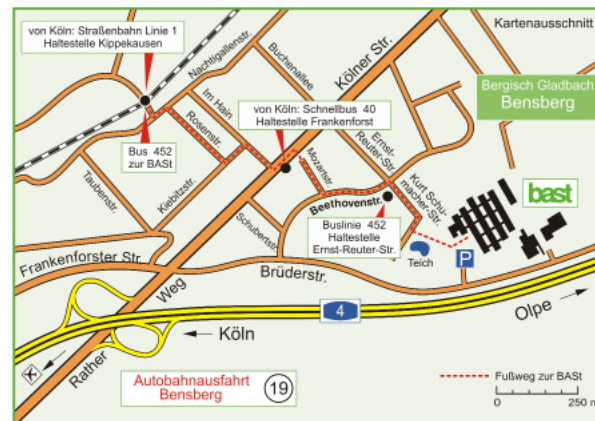 von Köln: Straßenbahn Linie 1
Haltestelle Kippekausen
Kartenausschnitt
Nachtigallenstr.
Buchenallee
Kölner Str.
Bergisch Gladbach
Bensberg
Im Hain
von Köln: Schnellbus 40
Haltestelle Frankenforst
Rosenstr.
Bus 452
zur BASt
Ernst-
Reuter-Str.
Mozartstr.
Taubenstr.
Kiebitzstr.
Kurt Schu-
macher-Str.
bast
Beethovenstr.
Schubertstr.
Buslinie 452
Haltestelle
Ernst-Reuter-Str.
Teich
P
Frankenforster Str.
Brüderstr.
Weg
Rather
4
Olpe
Köln
Autobahnausfahrt
Bensberg
19
Fußweg zur BASt
0 250 m